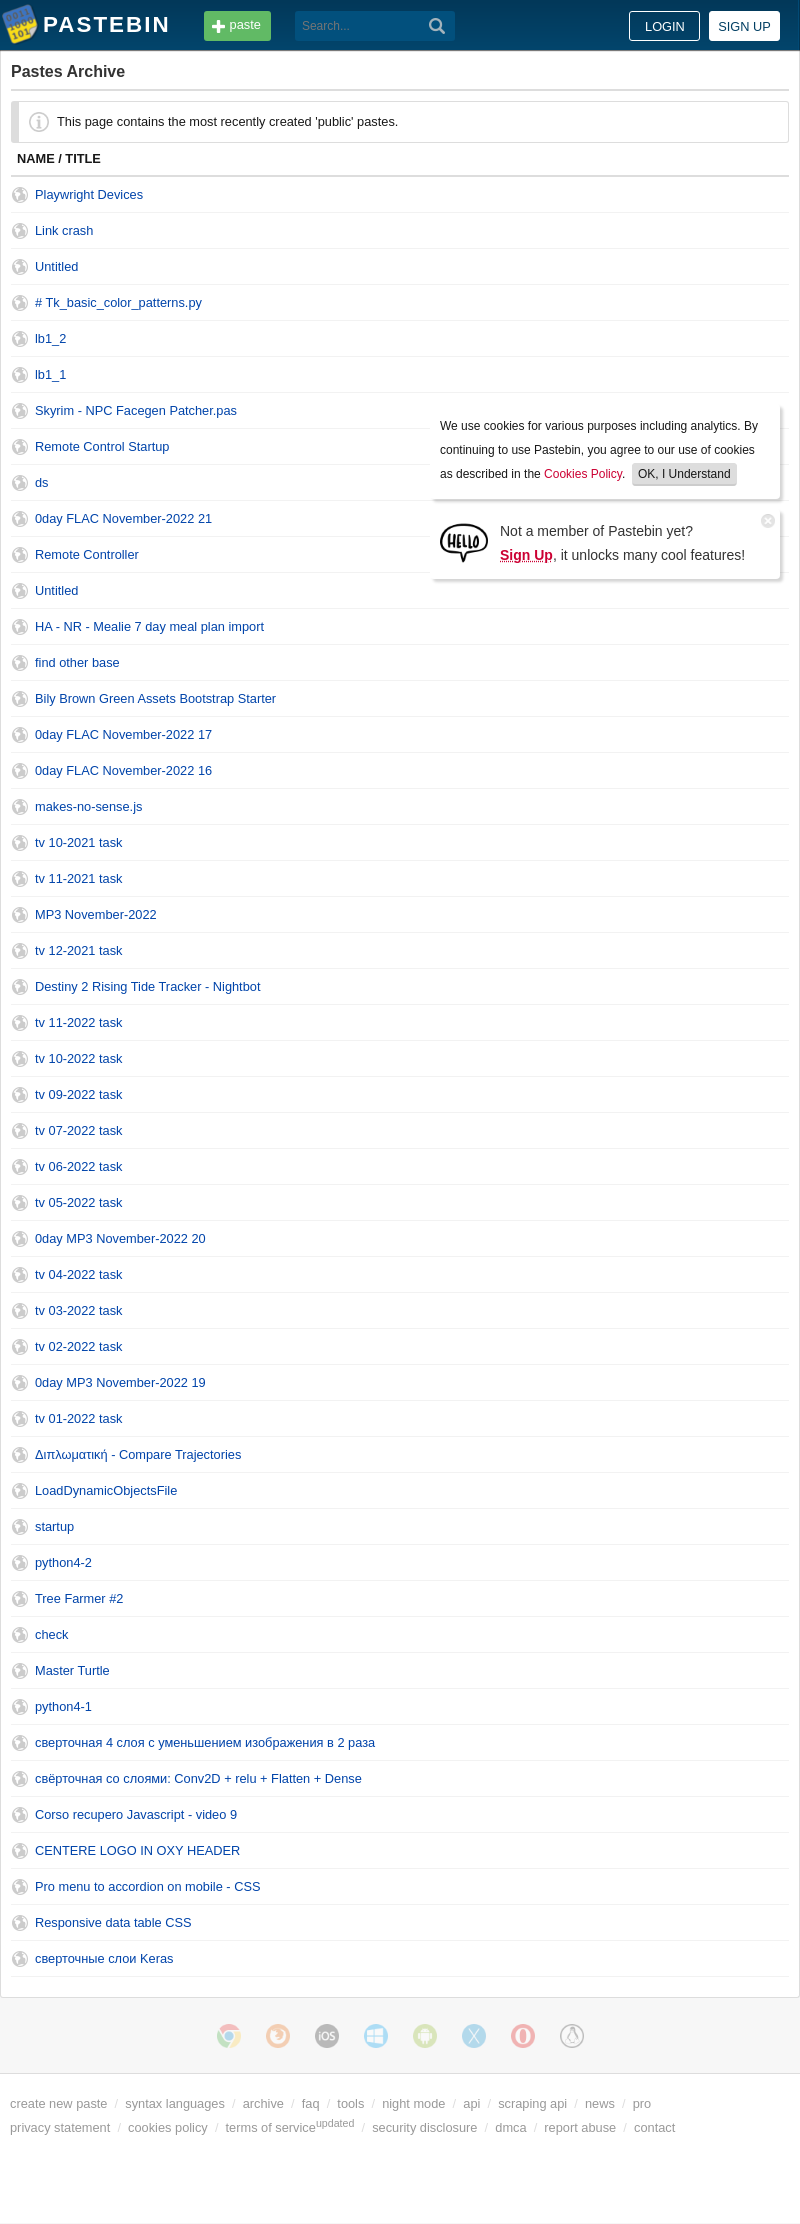 PASTEBIN
paste
Search...
LOGIN
SIGN UP
Pastes Archive
This page contains the most recently created 'public' pastes.
NAME / TITLE
Playwright Devices
Link crash
Untitled
# Tk_basic_color_patterns.py
lb1_2
lb1_1
Skyrim - NPC Facegen Patcher.pas
Remote Control Startup
ds
0day FLAC November-2022 21
Remote Controller
Untitled
We use cookies for various purposes including analytics. By
continuing to use Pastebin, you agree to our use of cookies
as described in the Cookies Policy. OK, I Understand
HELLO
Not a member of Pastebin yet?
Sign Up, it unlocks many cool features!
HA - NR - Mealie 7 day meal plan import
find other base
Bily Brown Green Assets Bootstrap Starter
0day FLAC November-2022 17
0day FLAC November-2022 16
makes-no-sense.js
tv 10-2021 task
tv 11-2021 task
MP3 November-2022
tv 12-2021 task
Destiny 2 Rising Tide Tracker - Nightbot
tv 11-2022 task
tv 10-2022 task
tv 09-2022 task
tv 07-2022 task
tv 06-2022 task
tv 05-2022 task
0day MP3 November-2022 20
tv 04-2022 task
tv 03-2022 task
tv 02-2022 task
0day MP3 November-2022 19
tv 01-2022 task
Διπλωματική - Compare Trajectories
LoadDynamicObjectsFile
startup
python4-2
Tree Farmer #2
check
Master Turtle
python4-1
сверточная 4 слоя с уменьшением изображения в 2 раза
свёрточная со слоями: Conv2D + relu + Flatten + Dense
Corso recupero Javascript - video 9
CENTERE LOGO IN OXY HEADER
Pro menu to accordion on mobile - CSS
Responsive data table CSS
сверточные слои Keras
iOS
create new paste / syntax languages / archive / faq / tools / night mode / api / scraping api / news / pro
privacy statement / cookies policy / terms of service updated / security disclosure / dmca / report abuse / contact